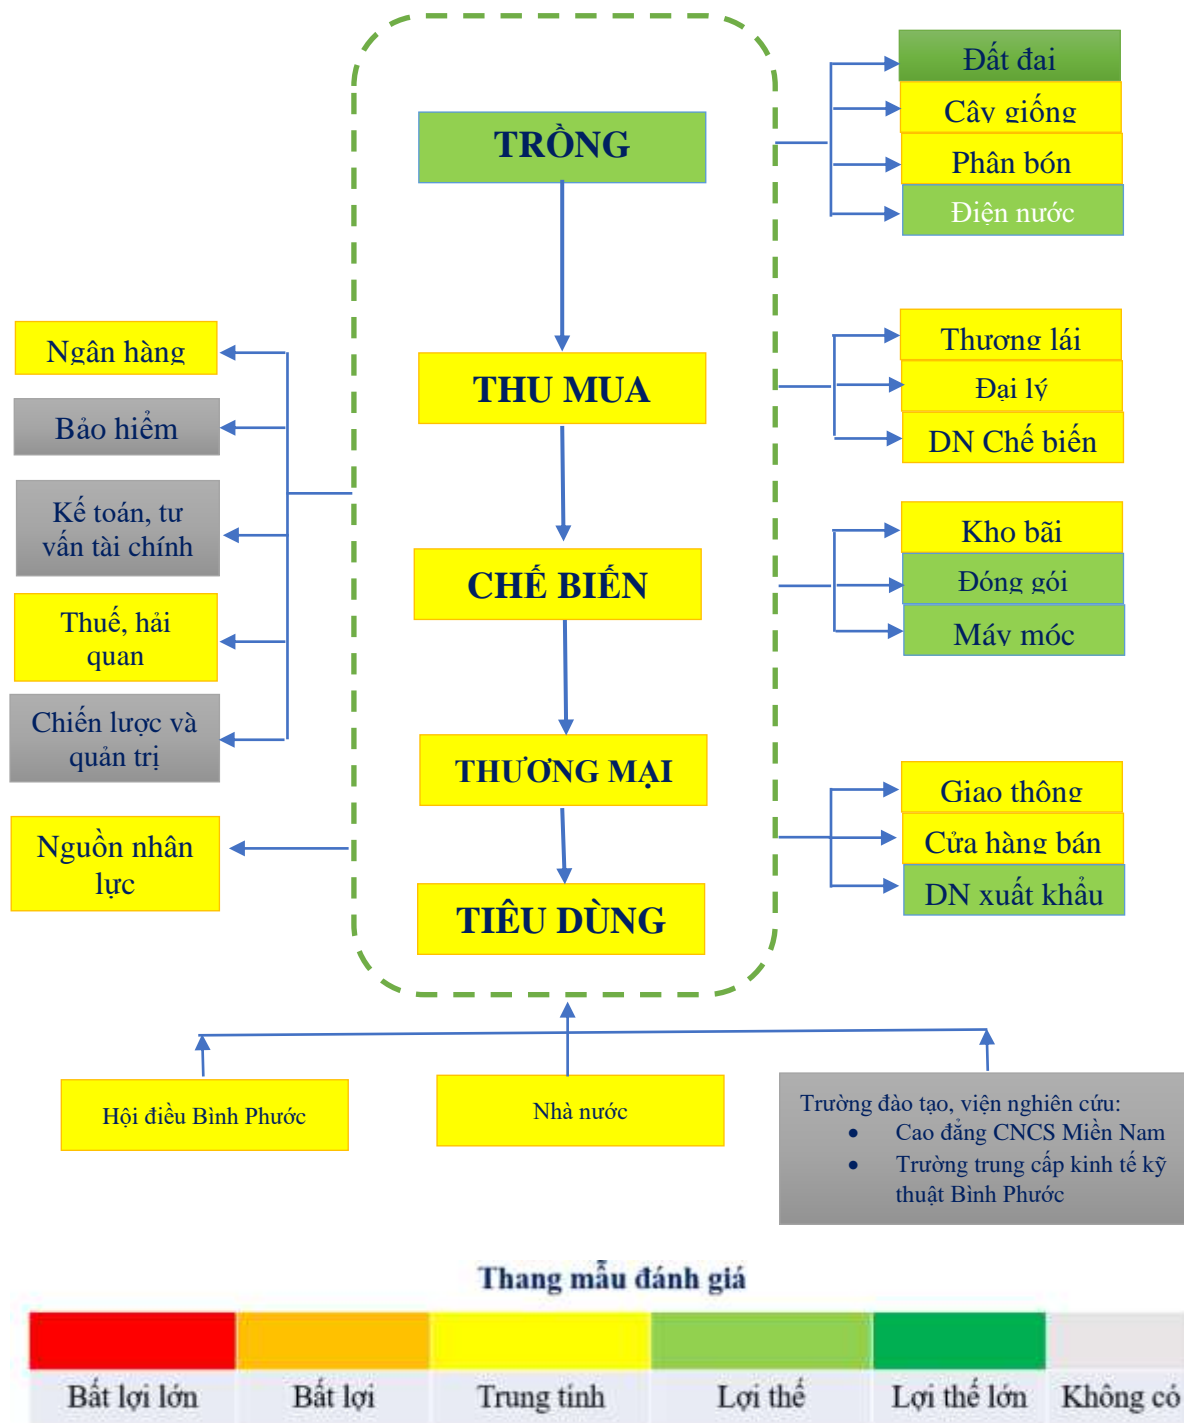 TRỒNG
THU MUA
CHẾ BIẾN
THƯƠNG MẠI
TIÊU DÙNG
Đất đai
Cây giống
Phân bón
Điện nước
Thương lái
Đại lý
DN Chế biến
Kho bãi
Đóng gói
Máy móc
Giao thông
Cửa hàng bán
DN xuất khẩu
Ngân hàng
Bảo hiểm
Kế toán, tư
vấn tài chính
Thuế, hải
quan
Chiến lược và
quản trị
Nguồn nhân
lực
Hội điều Bình Phước
Nhà nước
Trường đào tạo, viện nghiên cứu:
• Cao đẳng CNCS Miền Nam
• Trường trung cấp kinh tế kỹ
thuật Bình Phước
Thang mẫu đánh giá
Bất lợi lớn
Bất lợi
Trung tính
Lợi thế
Lợi thế lớn
Không có